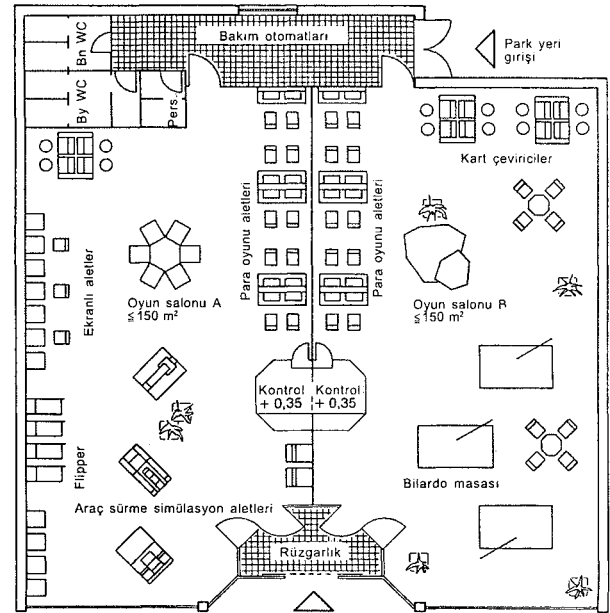 Bakım otomatları
Park yeri
girişi
Bn WC
By WC
Pers.
Kart çeviriciler
Para oyunu aletleri
Para oyunu aletleri
Ekranlı aletler
Oyun salonu A
≤150 m²
Oyun salonu B
≤150 m²
Kontrol
+ 0,35
Kontrol
+ 0,35
Flipper
Bilardo masası
Araç sürme simülasyon aletleri
Rüzgarlık